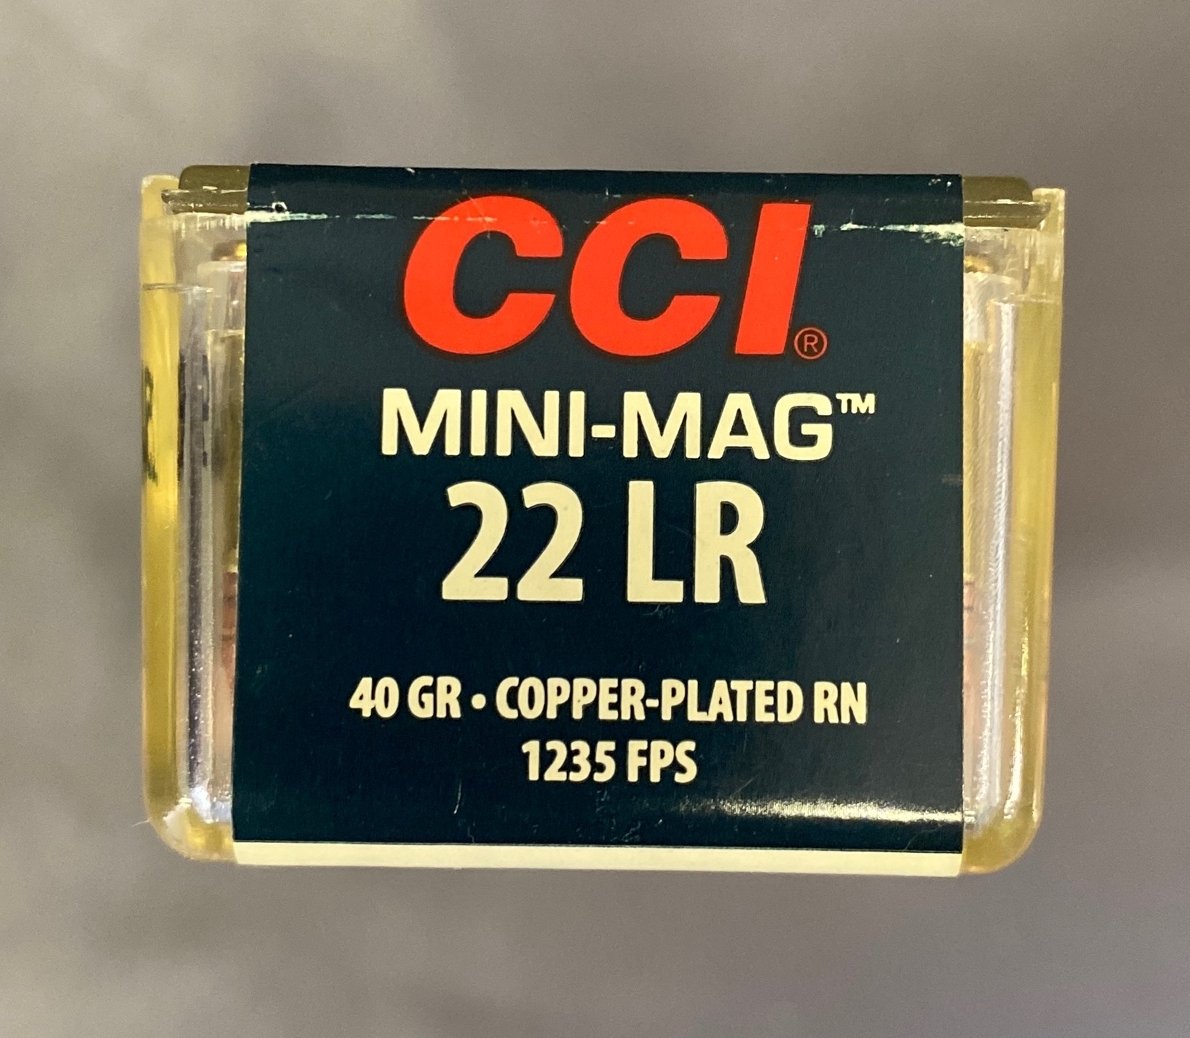 CCI®
MINI-MAG™
22 LR
40 GR • COPPER-PLATED RN
1235 FPS